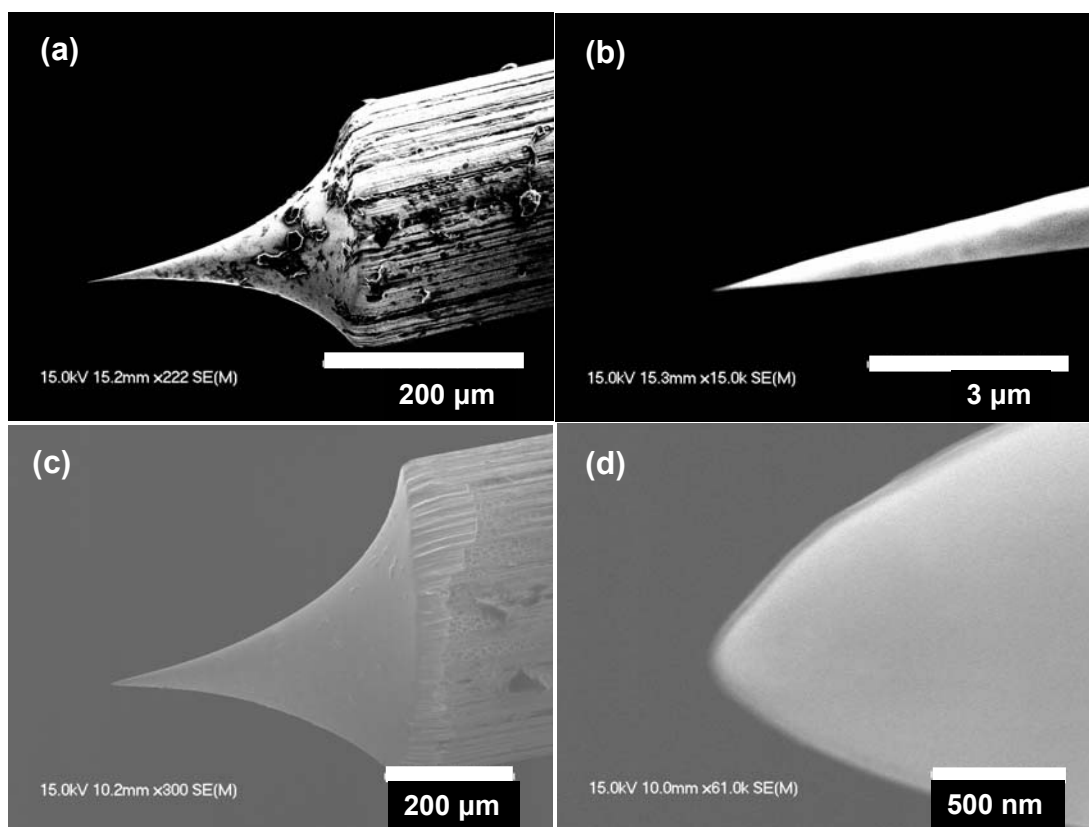 (a)
15.0kV 15.2mm x222 SE(M)
200 µm
(b)
15.0kV 15.3mm x15.0k SE(M)
3 µm
(c)
15.0kV 10.2mm x300 SE(M)
200 µm
(d)
15.0kV 10.0mm x61.0k SE(M)
500 nm